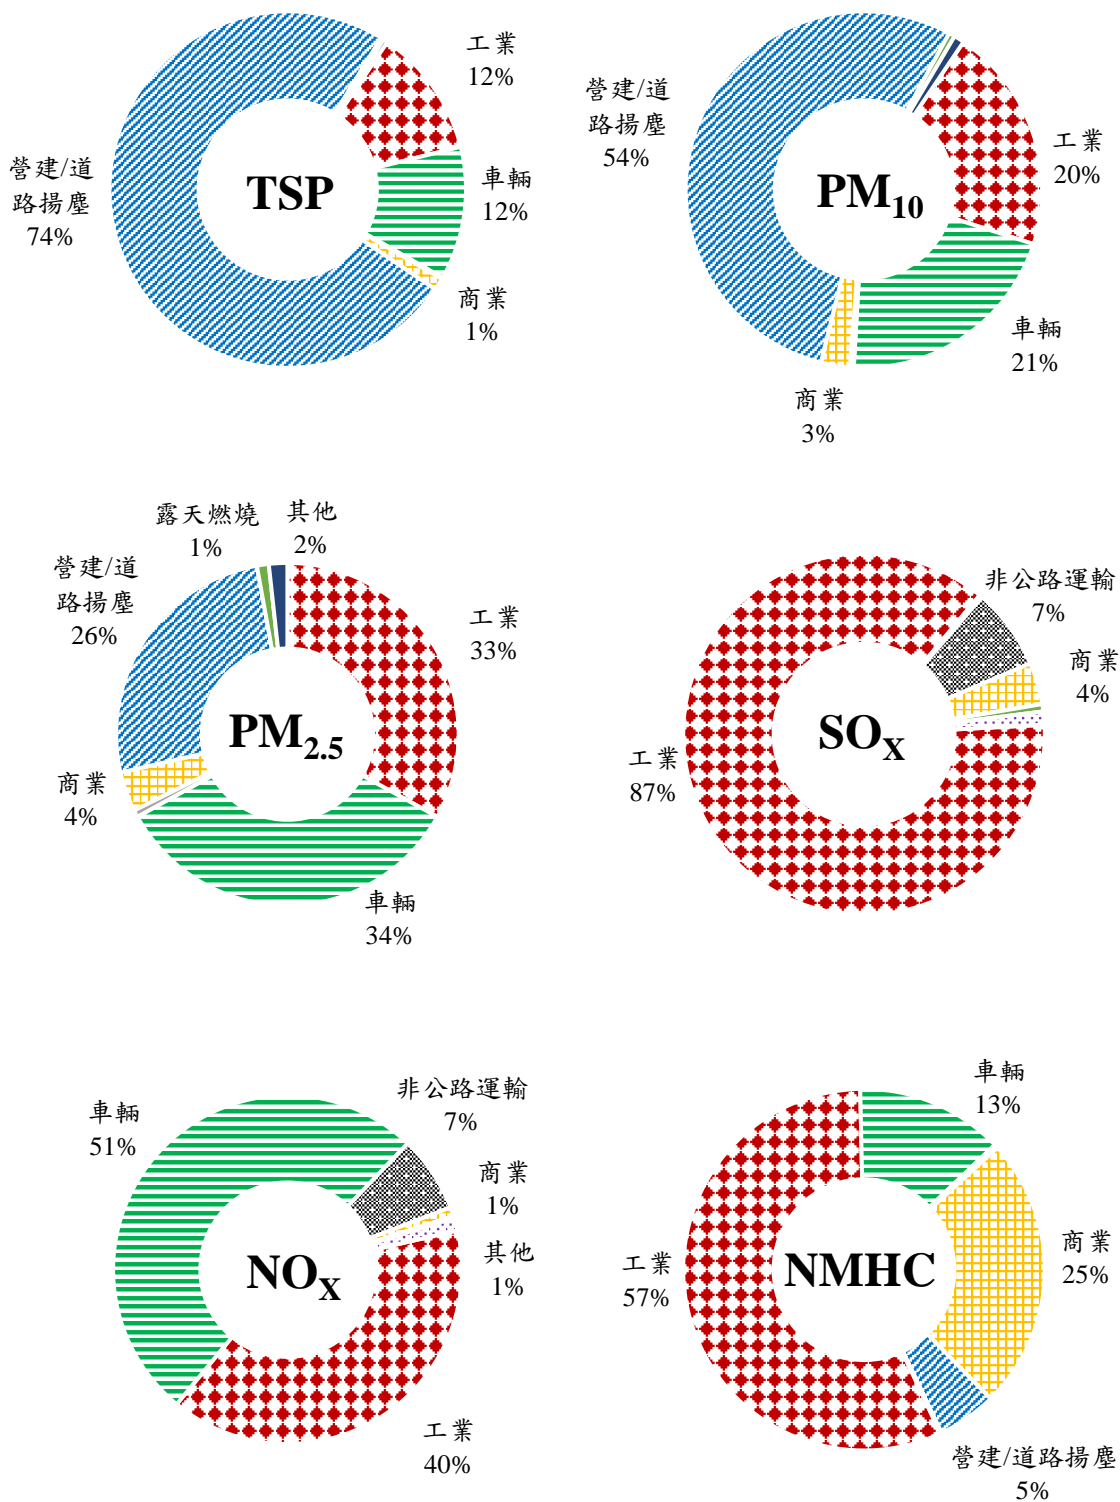 工業
12%
營建/道
路揚塵
74%
TSP
車輛
12%
商業
1%
營建/道
路揚塵
54%
PM10
工業
20%
車輛
21%
商業
3%
露天燃燒
1%
其他
2%
營建/道
路揚塵
26%
工業
33%
PM2.5
商業
4%
車輛
34%
非公路運輸
7%
商業
4%
SOX
工業
87%
車輛
51%
非公路運輸
7%
商業
1%
其他
1%
NOX
工業
40%
車輛
13%
商業
25%
NMHC
工業
57%
營建/道路揚塵
5%